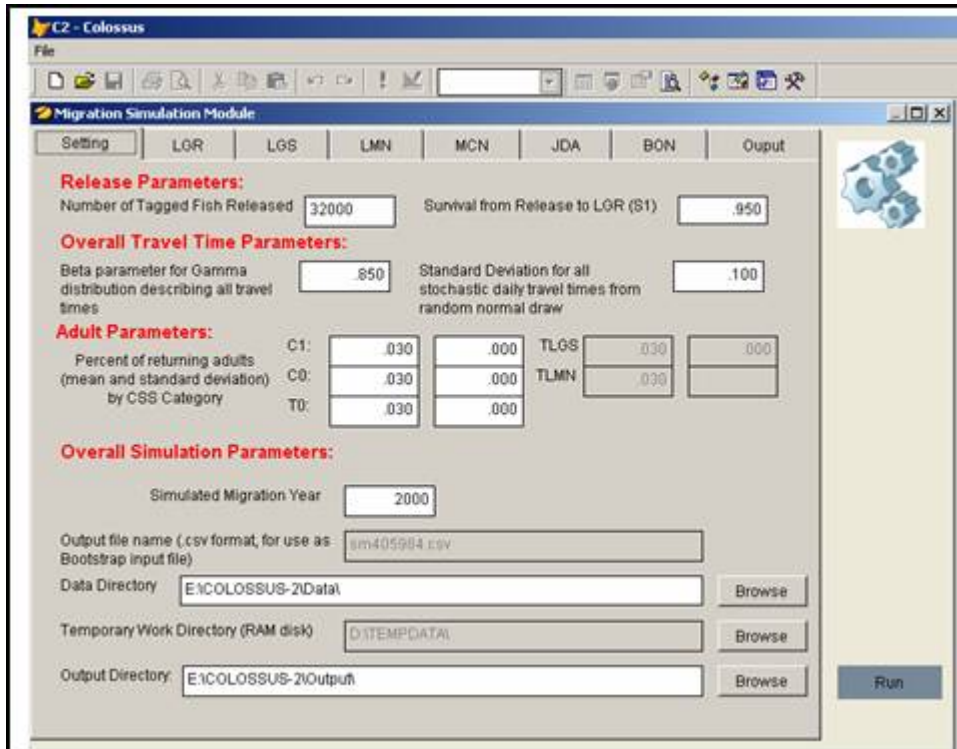 C2 - Colossus
File
Migration Simulation Module
Setting LGR LGS LMN MCN JDA BON Ouput
Release Parameters:
Number of Tagged Fish Released 32000 Survival from Release to LGR (S1) .950
Overall Travel Time Parameters:
Beta parameter for Gamma
distribution describing all travel
times
.850
Standard Deviation for all
stochastic daily travel times from
random normal draw
.100
Adult Parameters:
Percent of returning adults
(mean and standard deviation)
by CSS Category
C1: .030 .000 TLGS .030 .000
C0: .030 .000 TLMN .030
T0: .030 .000
Overall Simulation Parameters:
Simulated Migration Year 2000
Output file name (.csv format, for use as
Bootstrap input file)
sm405984.csv
Data Directory E:\COLOSSUS-2\Data\ Browse
Temporary Work Directory (RAM disk) D:\TEMPDATA\ Browse
Output Directory: E:\COLOSSUS-2\Output\ Browse
Run